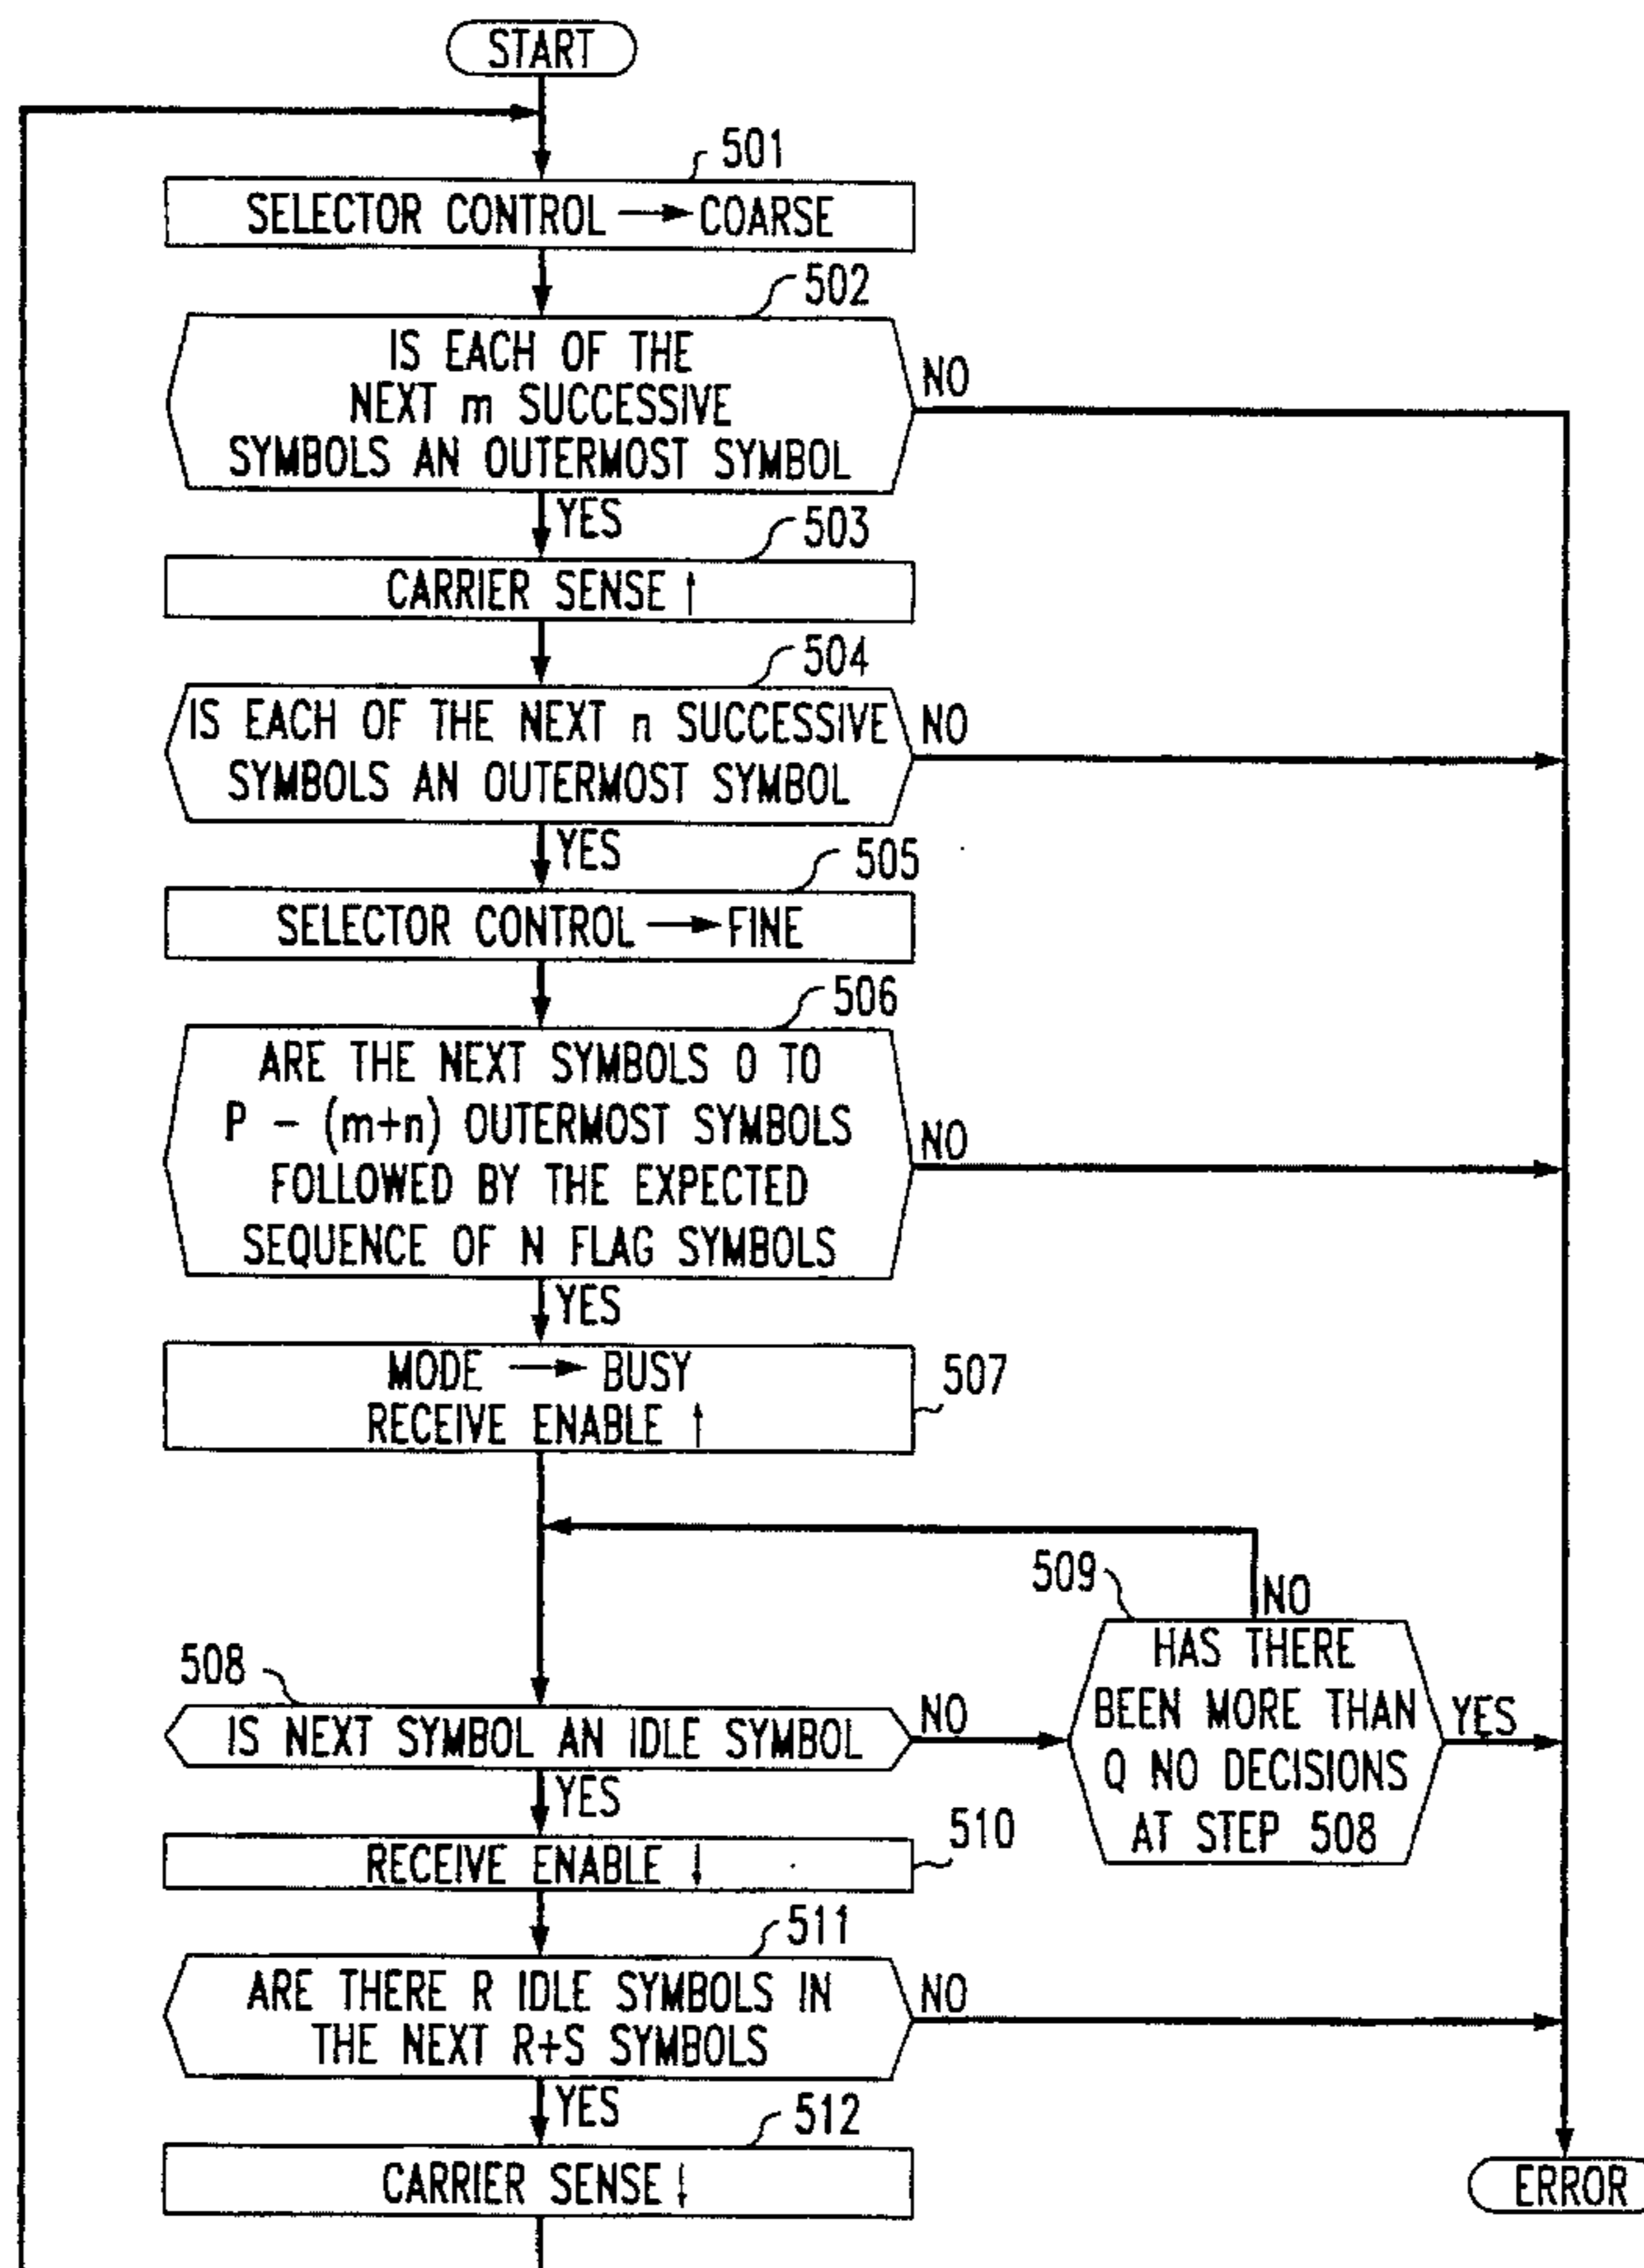 START
501
SELECTOR CONTROL → COARSE
502
IS EACH OF THE
NEXT m SUCCESSIVE
SYMBOLS AN OUTERMOST SYMBOL
NO
YES
503
CARRIER SENSE ↑
504
IS EACH OF THE NEXT n SUCCESSIVE
SYMBOLS AN OUTERMOST SYMBOL
NO
YES
505
SELECTOR CONTROL → FINE
506
ARE THE NEXT SYMBOLS 0 TO
P - (m+n) OUTERMOST SYMBOLS
FOLLOWED BY THE EXPECTED
SEQUENCE OF N FLAG SYMBOLS
NO
YES
507
MODE → BUSY
RECEIVE ENABLE ↑
508
IS NEXT SYMBOL AN IDLE SYMBOL
NO
YES
509
NO
HAS THERE
BEEN MORE THAN
Q NO DECISIONS
AT STEP 508
YES
510
RECEIVE ENABLE ↓
511
ARE THERE R IDLE SYMBOLS IN
THE NEXT R+S SYMBOLS
NO
YES
512
CARRIER SENSE ↓
ERROR